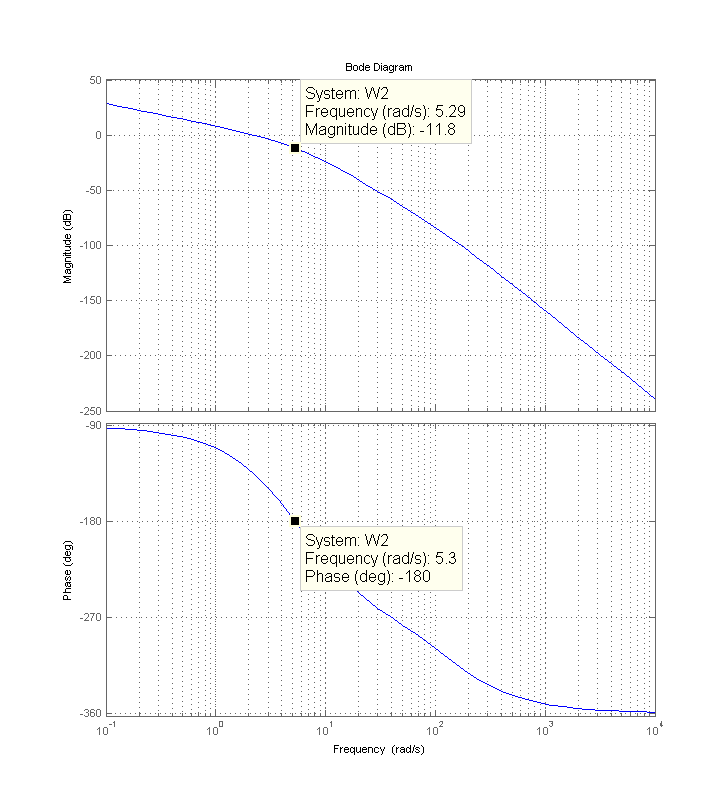 Bode Diagram
50
System: W2
Frequency (rad/s): 5.29
Magnitude (dB): -11.8
0
-50
-100
-150
-200
-250
Magnitude (dB)
-90
-180
System: W2
Frequency (rad/s): 5.3
Phase (deg): -180
-270
-360
Phase (deg)
10^-1 10^0 10^1 10^2 10^3 10^4
Frequency (rad/s)